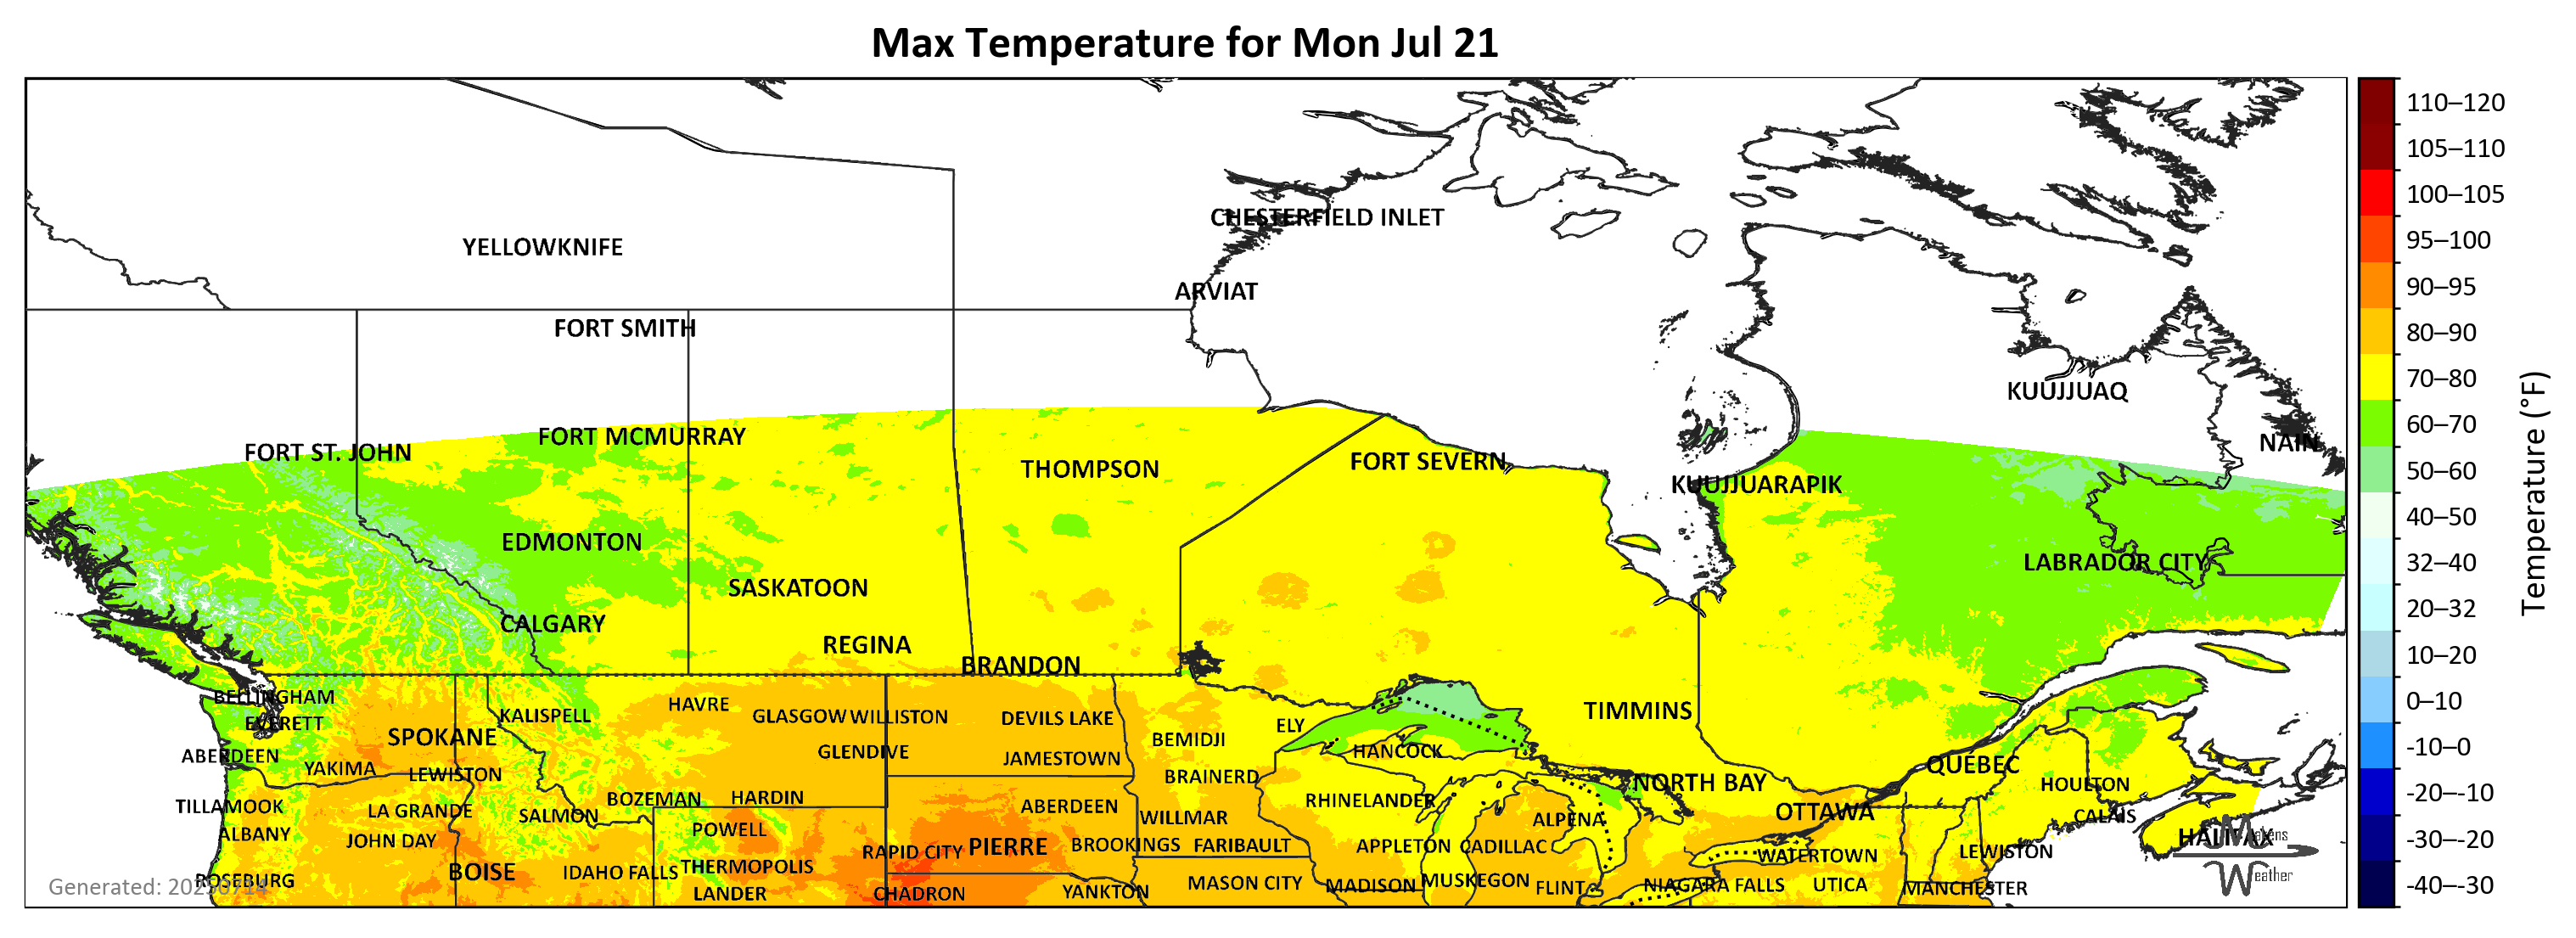 Max Temperature for Mon Jul 21
110–120
105–110
100–105
95–100
90–95
80–90
70–80
60–70
50–60
40–50
32–40
20–32
10–20
0–10
-10–0
-20–-10
-30–-20
-40–-30
Temperature (°F)
CHESTERFIELD INLET
YELLOWKNIFE
ARVIAT
FORT SMITH
KUUJJUAQ
FORT MCMURRAY
NAIN
FORT ST. JOHN
FORT SEVERN
THOMPSON
KUUJJUARAPIK
EDMONTON
LABRADOR CITY
SASKATOON
CALGARY
REGINA
BRANDON
BELLINGHAM
HAVRE
TIMMINS
KALISPELL
GLASGOW
WILLISTON
DEVILS LAKE
EVERETT
ELY
SPOKANE
BEMIDJI
HANCOCK
GLENDIVE
ABERDEEN
JAMESTOWN
QUÉBEC
YAKIMA
LEWISTON
BRAINERD
NORTH BAY
HOULTON
BOZEMAN
HARDIN
RHINELANDER
TILLAMOOK
LA GRANDE
ABERDEEN
OTTAWA
SALMON
WILLMAR
CALAIS
ALPENA
POWELL
ALBANY
HALIFAX
Makens
JOHN DAY
RAPID CITY
PIERRE
BROOKINGS
FARIBAULT
APPLETON
CADILLAC
LEWISTON
WATERTOWN
THERMOPOLIS
BOISE
IDAHO FALLS
Weather
ROSEBURG
MUSKEGON
MASON CITY
MADISON
FLINT
NIAGARA FALLS
UTICA
MANCHESTER
Generated: 20250714
LANDER
CHADRON
YANKTON